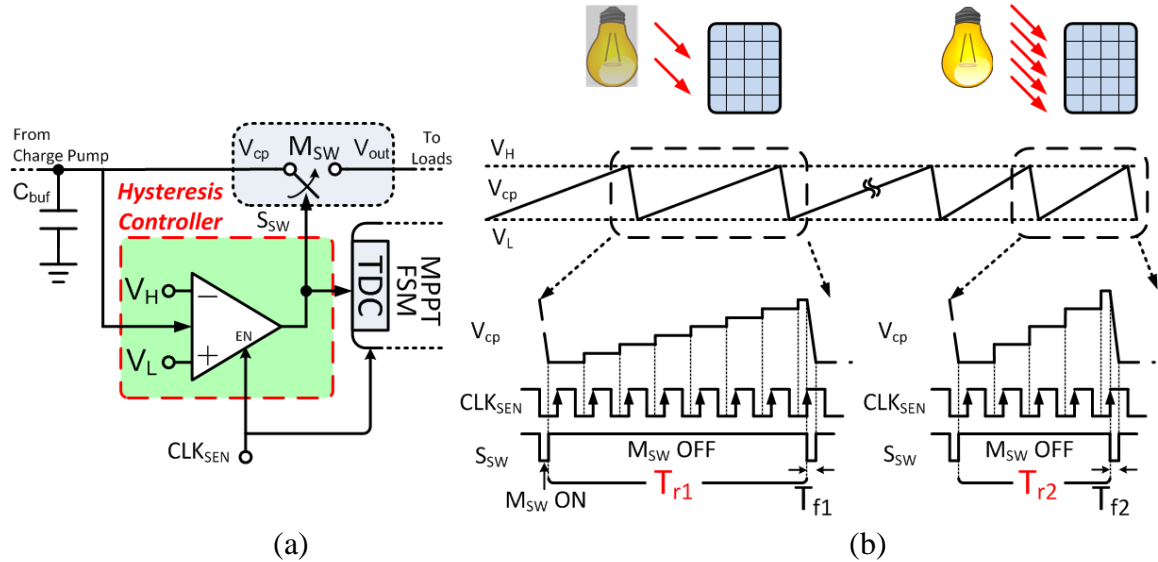 From
Charge Pump
C_buf
Hysteresis
Controller
V_cp
M_SW
V_out
To
Loads
S_SW
V_H
V_L
−
+
EN
TDC
MPPT
FSM
CLK_SEN
(a)
V_H
V_cp
V_L
V_cp
CLK_SEN
S_SW
M_SW OFF
M_SW ON
T_r1
T_f1
V_cp
CLK_SEN
S_SW
M_SW OFF
T_r2
T_f2
(b)